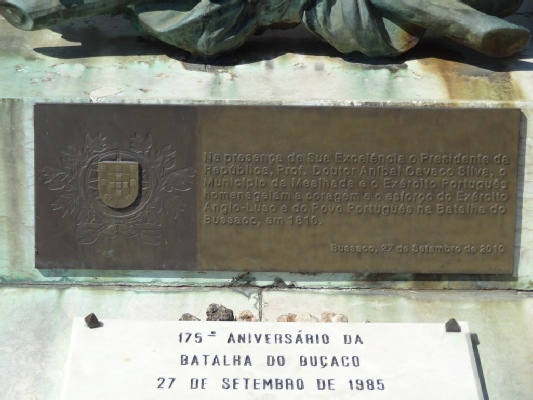 Na presença de Sua Excelência o Presidente da
República, Prof. Doutor Aníbal Cavaco Silva, o
Município da Mealhada e o Exército Português
homenageiam a coragem e o esforço do Exército
Anglo-Luso e do Povo Português na Batalha do
Bussaco, em 1810.
Bussaco, 27 de Setembro de 2010
175º ANIVERSÁRIO DA
BATALHA DO BUÇACO
27 DE SETEMBRO DE 1985